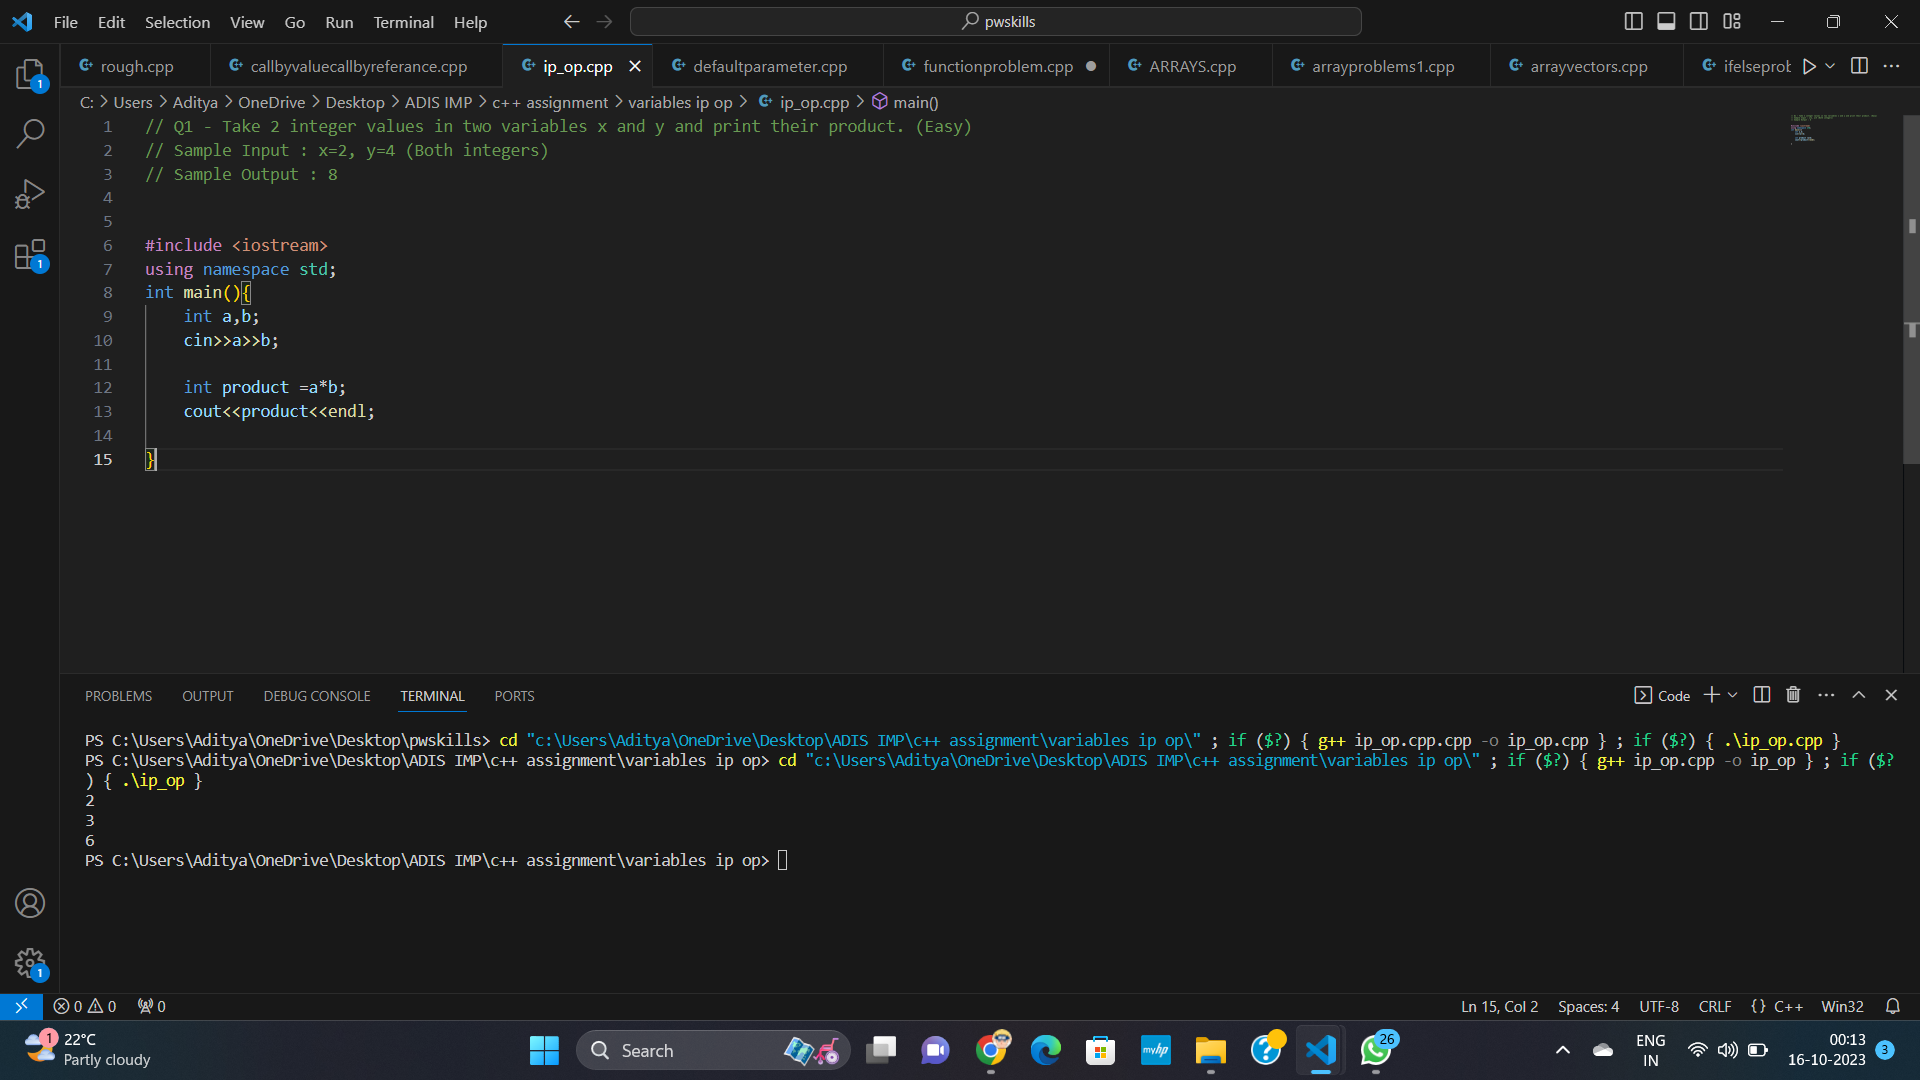 File Edit Selection View Go Run Terminal Help
pwskills
rough.cpp callbyvaluecallbyreferance.cpp ip_op.cpp defaultparameter.cpp functionproblem.cpp ARRAYS.cpp arrayproblems1.cpp arrayvectors.cpp ifelseprob
C: > Users > Aditya > OneDrive > Desktop > ADIS IMP > c++ assignment > variables ip op > ip_op.cpp > main()
1 // Q1 - Take 2 integer values in two variables x and y and print their product. (Easy)
2 // Sample Input : x=2, y=4 (Both integers)
3 // Sample Output : 8
4
5
6 #include <iostream>
7 using namespace std;
8 int main(){
9     int a,b;
10     cin>>a>>b;
11
12     int product =a*b;
13     cout<<product<<endl;
14
15 }
PROBLEMS OUTPUT DEBUG CONSOLE TERMINAL PORTS
Code
PS C:\Users\Aditya\OneDrive\Desktop\pwskills> cd "c:\Users\Aditya\OneDrive\Desktop\ADIS IMP\c++ assignment\variables ip op\" ; if ($?) { g++ ip_op.cpp.cpp -o ip_op.cpp } ; if ($?) { .\ip_op.cpp }
PS C:\Users\Aditya\OneDrive\Desktop\ADIS IMP\c++ assignment\variables ip op> cd "c:\Users\Aditya\OneDrive\Desktop\ADIS IMP\c++ assignment\variables ip op\" ; if ($?) { g++ ip_op.cpp -o ip_op } ; if ($?
) { .\ip_op }
2
3
6
PS C:\Users\Aditya\OneDrive\Desktop\ADIS IMP\c++ assignment\variables ip op>
1
1
1
0 0 0
Ln 15, Col 2 Spaces: 4 UTF-8 CRLF {} C++ Win32
1 22°C
Partly cloudy
Search
myhp
26
ENG
IN
00:13
16-10-2023
3